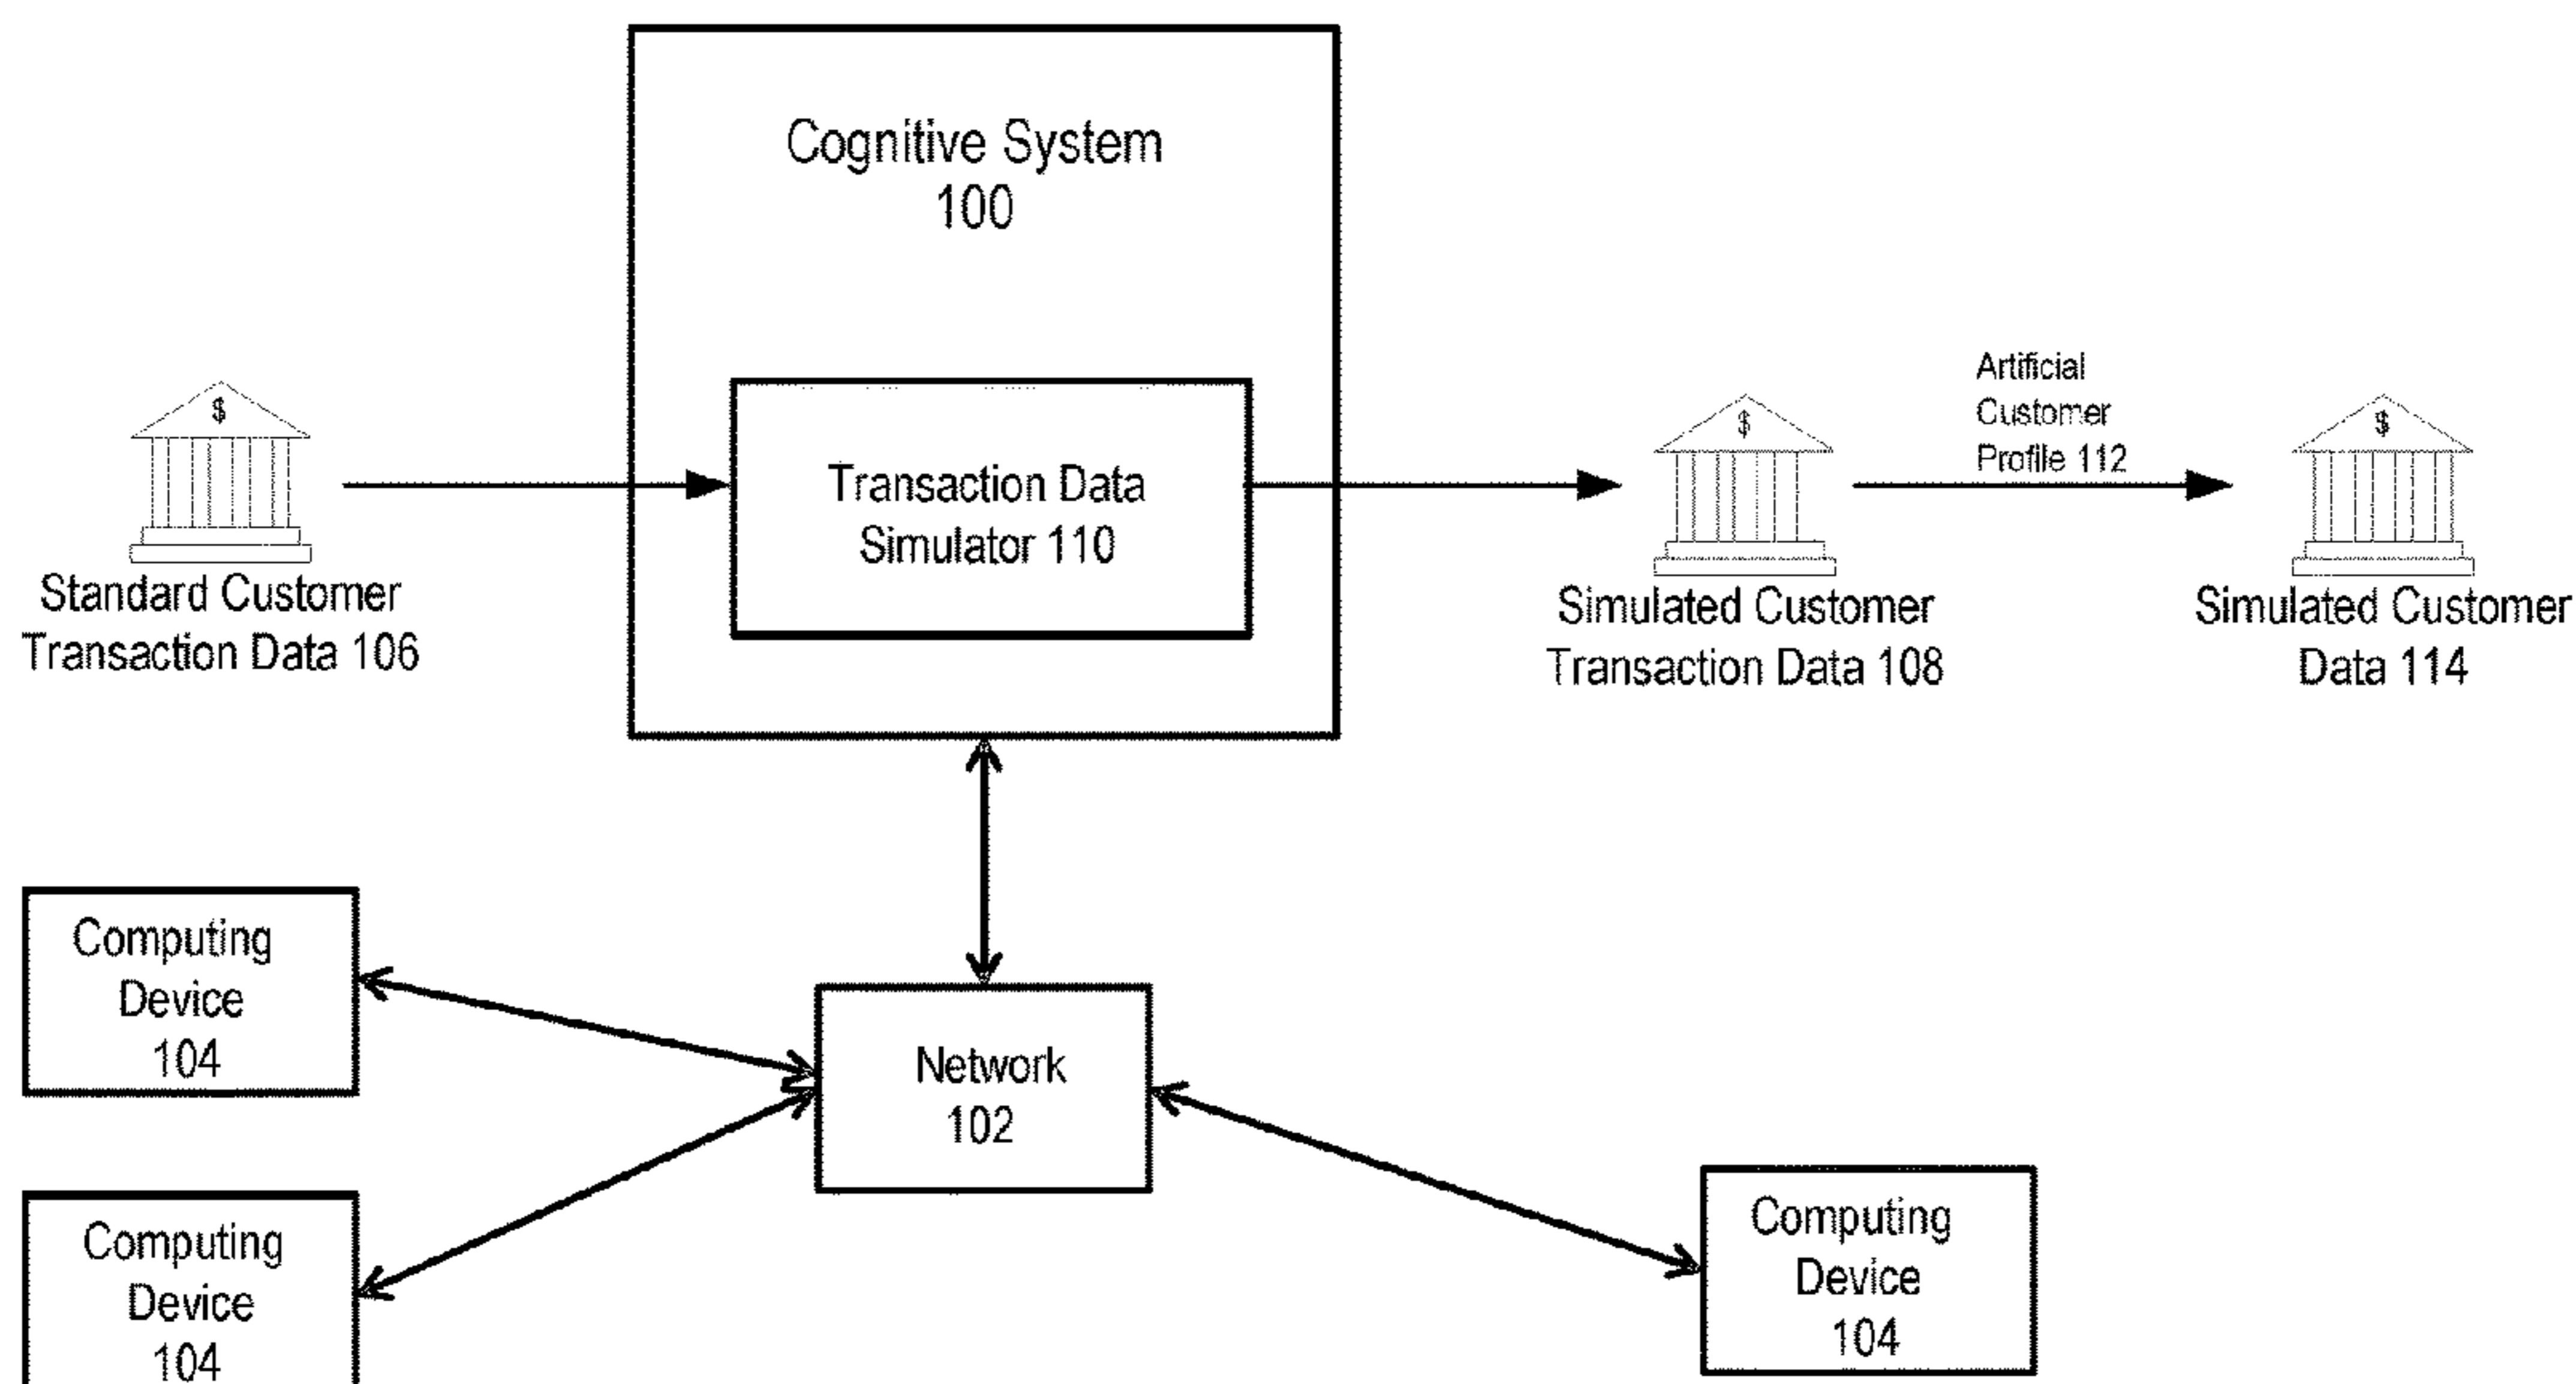 Cognitive System
100
$
Standard Customer
Transaction Data 106
Transaction Data
Simulator 110
$
Simulated Customer
Transaction Data 108
Artificial
Customer
Profile 112
$
Simulated Customer
Data 114
Computing
Device
104
Network
102
Computing
Device
104
Computing
Device
104